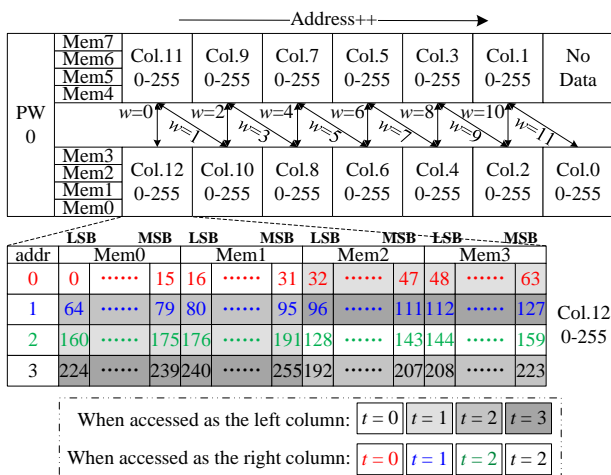 Address++
Mem7
Mem6
Mem5
Mem4
Col.11 0-255
Col.9 0-255
Col.7 0-255
Col.5 0-255
Col.3 0-255
Col.1 0-255
No Data
PW 0
w=0 w=2 w=4 w=6 w=8 w=10
w=1 w=3 w=5 w=7 w=9 w=11
Mem3
Mem2
Mem1
Mem0
Col.12 0-255
Col.10 0-255
Col.8 0-255
Col.6 0-255
Col.4 0-255
Col.2 0-255
Col.0 0-255
LSB MSB LSB MSB LSB MSB LSB MSB
addr Mem0 Mem1 Mem2 Mem3
0 0 ······ 15 16 ······ 31 32 ······ 47 48 ······ 63
1 64 ······ 79 80 ······ 95 96 ······ 111 112 ······ 127
2 160 ······ 175 176 ······ 191 128 ······ 143 144 ······ 159
3 224 ······ 239 240 ······ 255 192 ······ 207 208 ······ 223
Col.12
0-255
When accessed as the left column: t = 0 t = 1 t = 2 t = 3
When accessed as the right column: t = 0 t = 1 t = 2 t = 2